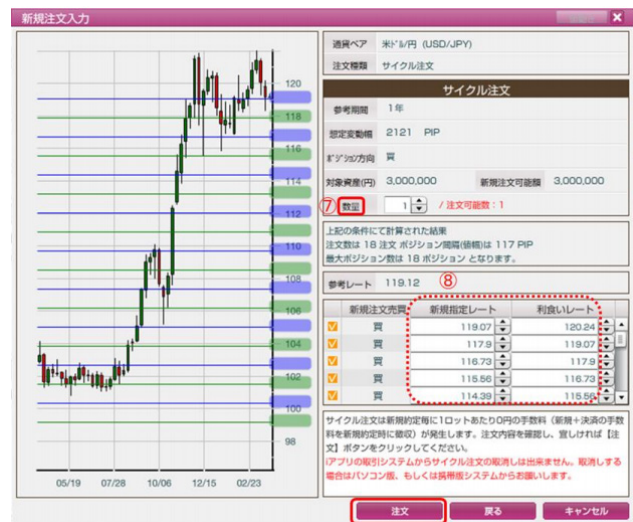 新規注文入力
通貨ペア 米ドル/円 (USD/JPY)
注文種類 サイクル注文
サイクル注文
参考期間 1年
想定変動幅 2121 PIP
ポジション方向 買
対象資産(円) 3,000,000 新規注文可能額 3,000,000
⑦ 数量 1 / 注文可能数：1
上記の条件にて計算された結果
注文数は 18 注文 ポジション間隔(値幅)は 117 PIP
最大ポジション数は 18 ポジション となります。
参考レート 119.12 ⑧
新規注文売買 新規指定レート 利食いレート
買 119.07 120.24
買 117.9 119.07
買 116.73 117.9
買 115.56 116.73
買 114.39 115.56
サイクル注文は新規約定毎に1ロットあたり0円の手数料（新規＋決済の手数
料を新規約定時に徴収）が発生します。注文内容を確認し、宜しければ【注
文】ボタンをクリックしてください。
iアプリの取引システムからサイクル注文の取消しは出来ません。取消しする
場合はパソコン版、もしくは携帯版システムからお願いします。
注文 戻る キャンセル
120
118
116
114
112
110
108
106
104
102
100
98
05/19 07/28 10/06 12/15 02/23